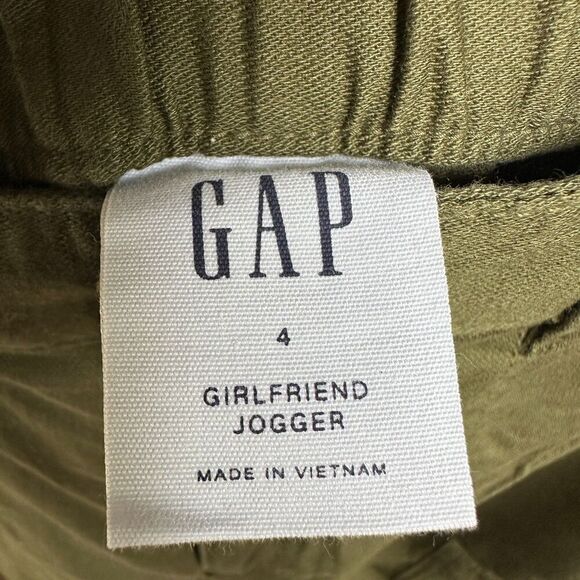 GAP
4
GIRLFRIEND
JOGGER
MADE IN VIETNAM